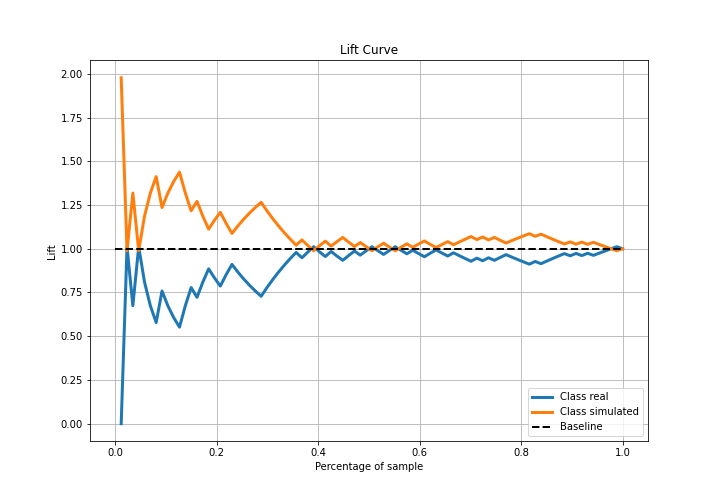 Lift Curve
2.00
1.75
1.50
1.25
1.00
0.75
0.50
0.25
0.00
Lift
0.0
0.2
0.4
0.6
0.8
1.0
Percentage of sample
Class real
Class simulated
Baseline